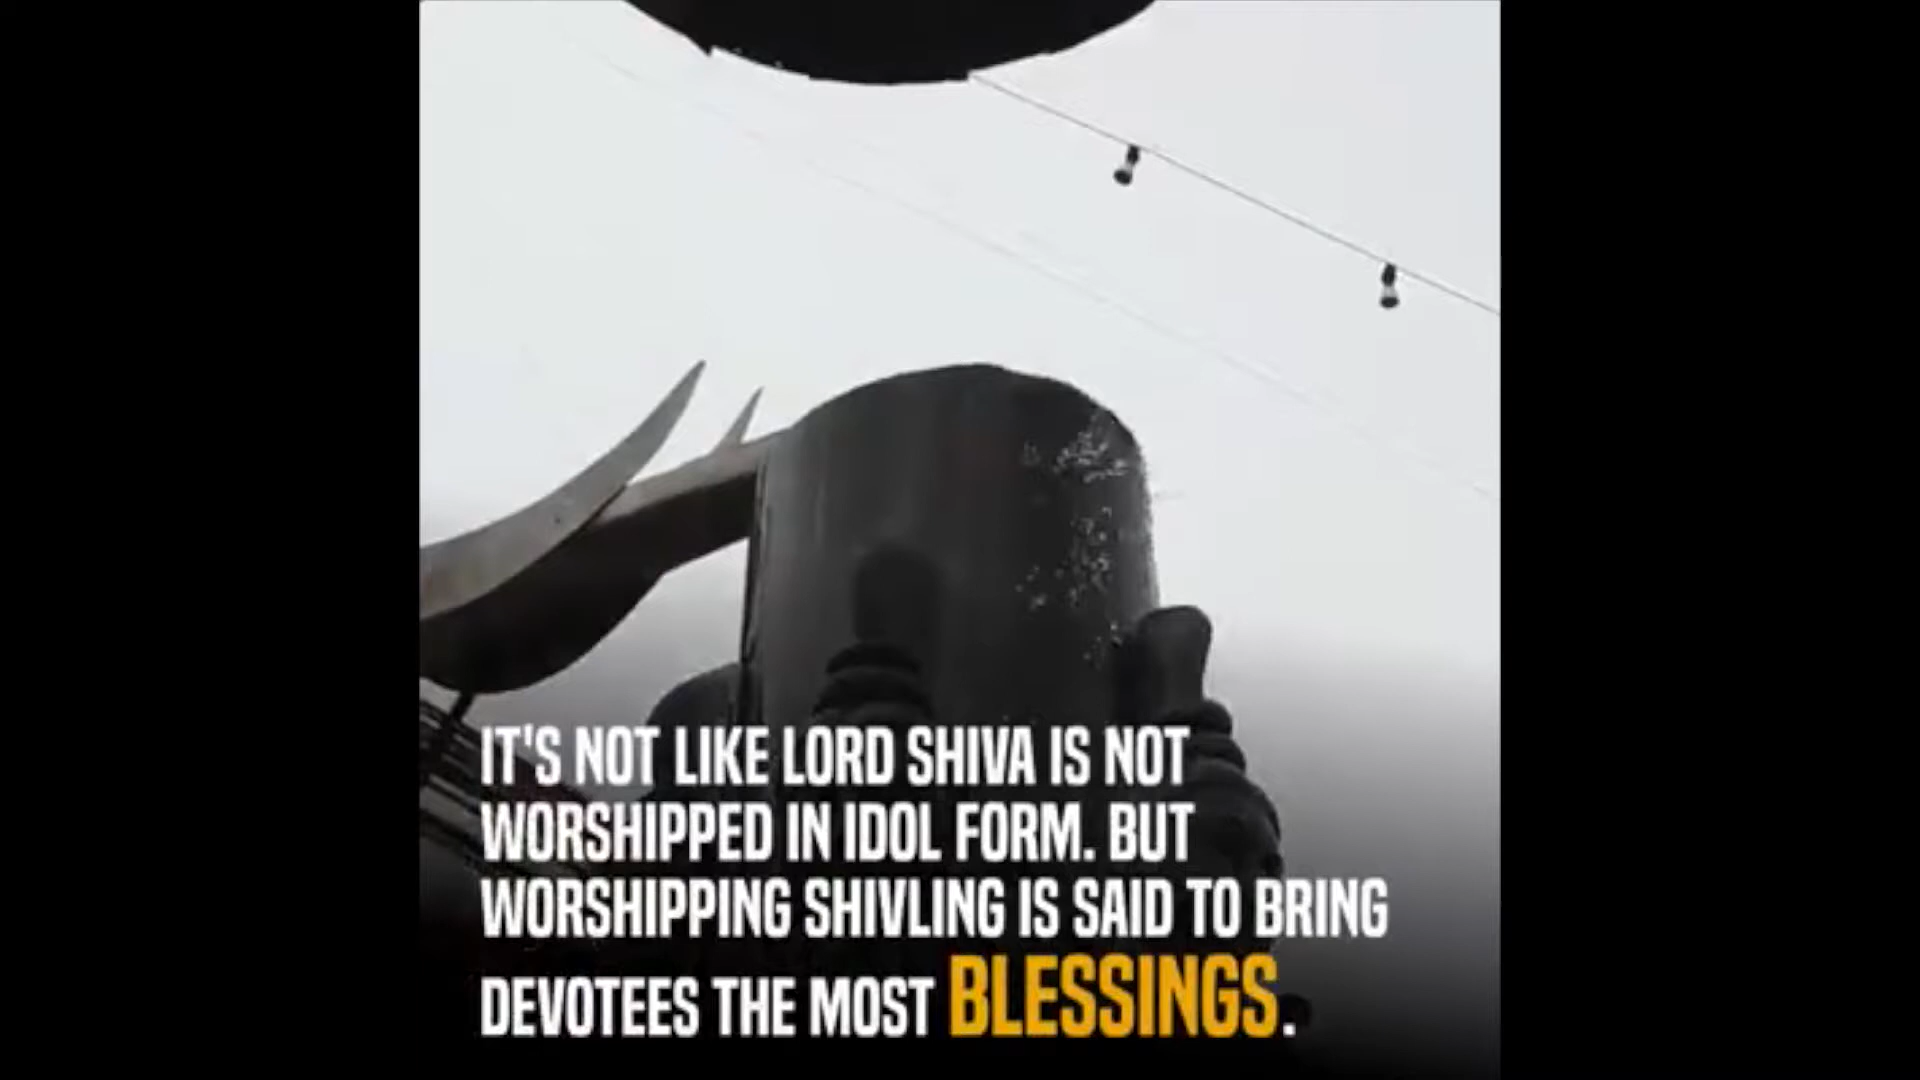 IT'S NOT LIKE LORD SHIVA IS NOT
WORSHIPPED IN IDOL FORM. BUT
WORSHIPPING SHIVLING IS SAID TO BRING
DEVOTEES THE MOST BLESSINGS.